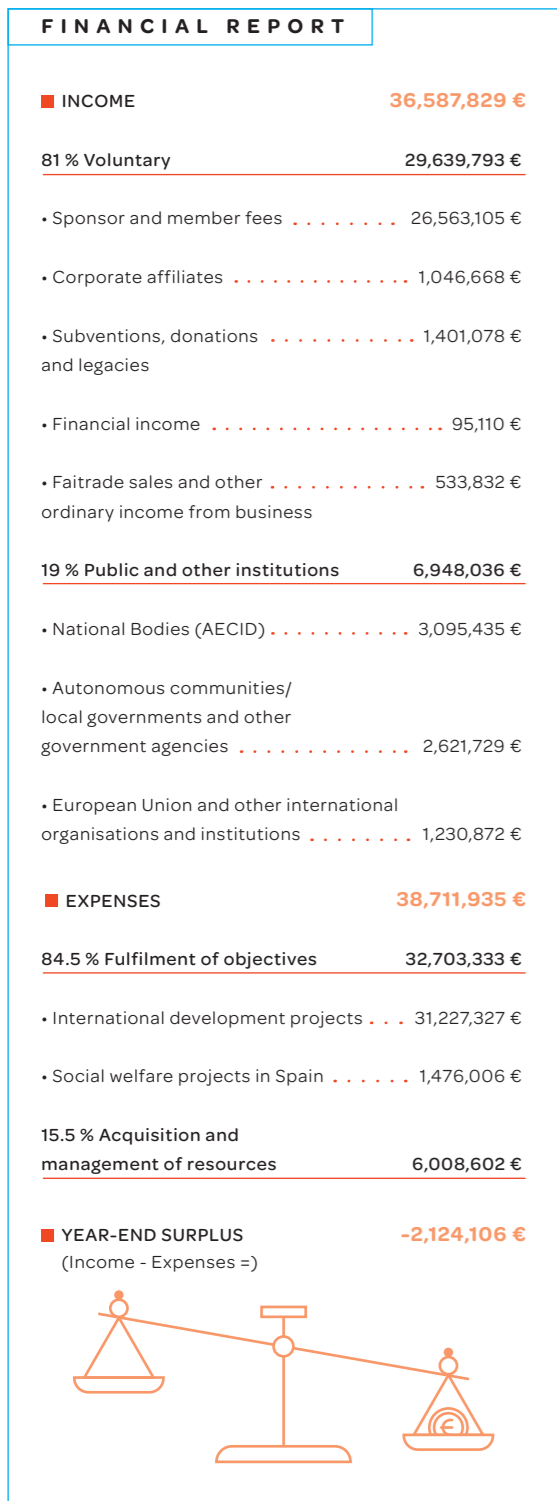 FINANCIAL REPORT
INCOME 36,587,829 €
81 % Voluntary 29,639,793 €
• Sponsor and member fees . . . . . . . . 26,563,105 €
• Corporate affiliates . . . . . . . . . . . . . . 1,046,668 €
• Subventions, donations . . . . . . . . . . . 1,401,078 €
and legacies
• Financial income . . . . . . . . . . . . . . . . . . 95,110 €
• Faitrade sales and other . . . . . . . . . . . . 533,832 €
ordinary income from business
19 % Public and other institutions 6,948,036 €
• National Bodies (AECID) . . . . . . . . . . . 3,095,435 €
• Autonomous communities/
local governments and other
government agencies . . . . . . . . . . . . . 2,621,729 €
• European Union and other international
organisations and institutions . . . . . . . . 1,230,872 €
EXPENSES 38,711,935 €
84.5 % Fulfilment of objectives 32,703,333 €
• International development projects . . . 31,227,327 €
• Social welfare projects in Spain . . . . . . 1,476,006 €
15.5 % Acquisition and
management of resources 6,008,602 €
YEAR-END SURPLUS -2,124,106 €
(Income - Expenses =)
€